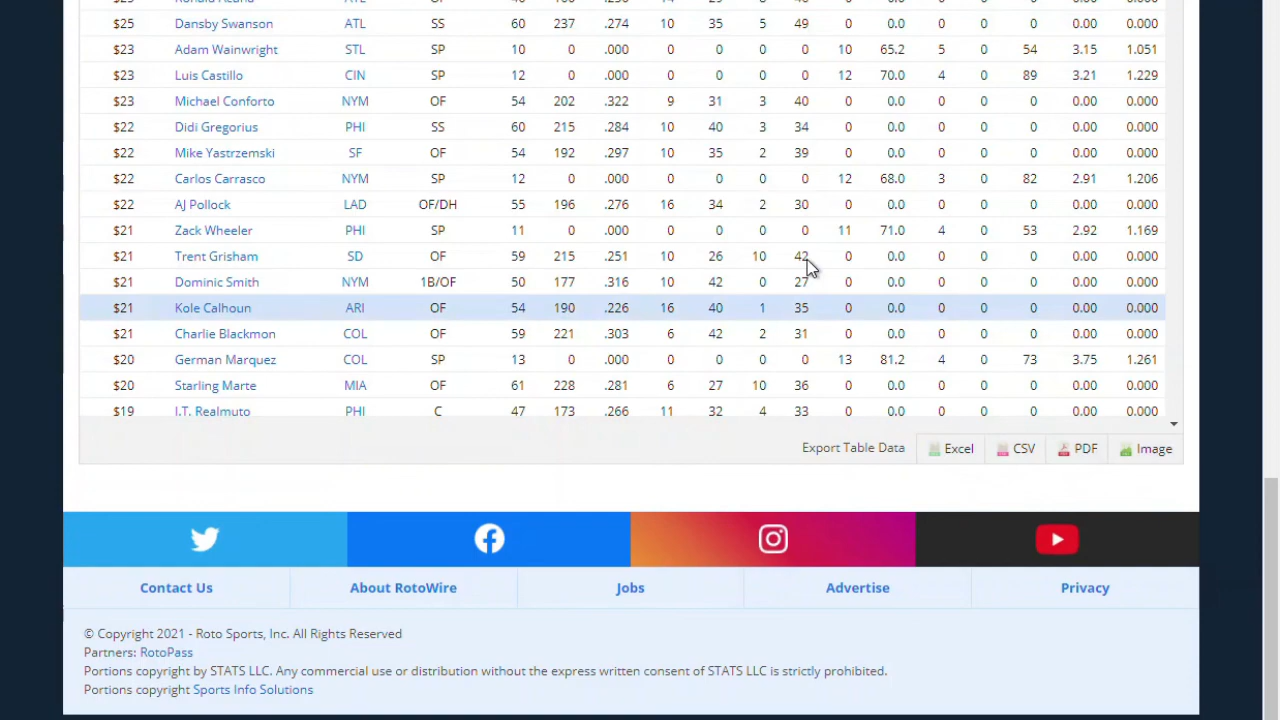 $25 Dansby Swanson ATL SS 60 237 .274 10 35 5 49 0 0.0 0 0 0 0.00 0.000
$23 Adam Wainwright STL SP 10 0 .000 0 0 0 0 10 65.2 5 0 54 3.15 1.051
$23 Luis Castillo CIN SP 12 0 .000 0 0 0 0 12 70.0 4 0 89 3.21 1.229
$23 Michael Conforto NYM OF 54 202 .322 9 31 3 40 0 0.0 0 0 0 0.00 0.000
$22 Didi Gregorius PHI SS 60 215 .284 10 40 3 34 0 0.0 0 0 0 0.00 0.000
$22 Mike Yastrzemski SF OF 54 192 .297 10 35 2 39 0 0.0 0 0 0 0.00 0.000
$22 Carlos Carrasco NYM SP 12 0 .000 0 0 0 0 12 68.0 3 0 82 2.91 1.206
$22 AJ Pollock LAD OF/DH 55 196 .276 16 34 2 30 0 0.0 0 0 0 0.00 0.000
$21 Zack Wheeler PHI SP 11 0 .000 0 0 0 0 11 71.0 4 0 53 2.92 1.169
$21 Trent Grisham SD OF 59 215 .251 10 26 10 42 0 0.0 0 0 0 0.00 0.000
$21 Dominic Smith NYM 1B/OF 50 177 .316 10 42 0 27 0 0.0 0 0 0 0.00 0.000
$21 Kole Calhoun ARI OF 54 190 .226 16 40 1 35 0 0.0 0 0 0 0.00 0.000
$21 Charlie Blackmon COL OF 59 221 .303 6 42 2 31 0 0.0 0 0 0 0.00 0.000
$20 German Marquez COL SP 13 0 .000 0 0 0 0 13 81.2 4 0 73 3.75 1.261
$20 Starling Marte MIA OF 61 228 .281 6 27 10 36 0 0.0 0 0 0 0.00 0.000
$19 J.T. Realmuto PHI C 47 173 .266 11 32 4 33 0 0.0 0 0 0 0.00 0.000
Export Table Data Excel CSV PDF Image
Contact Us About RotoWire Jobs Advertise Privacy
© Copyright 2021 - Roto Sports, Inc. All Rights Reserved
Partners: RotoPass
Portions copyright by STATS LLC. Any commercial use or distribution without the express written consent of STATS LLC is strictly prohibited.
Portions copyright Sports Info Solutions